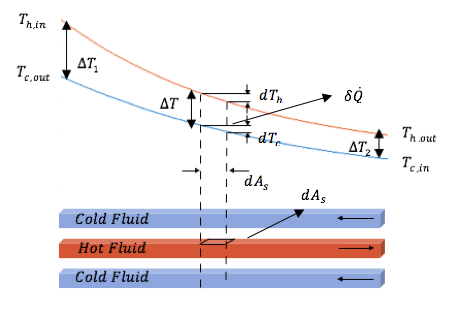 T_{h,in}
T_{c,out}
ΔT_1
ΔT
dT_h
δQ̇
dT_c
ΔT_2
T_{h.out}
T_{c,in}
dA_s
dA_s
Cold Fluid
Hot Fluid
Cold Fluid